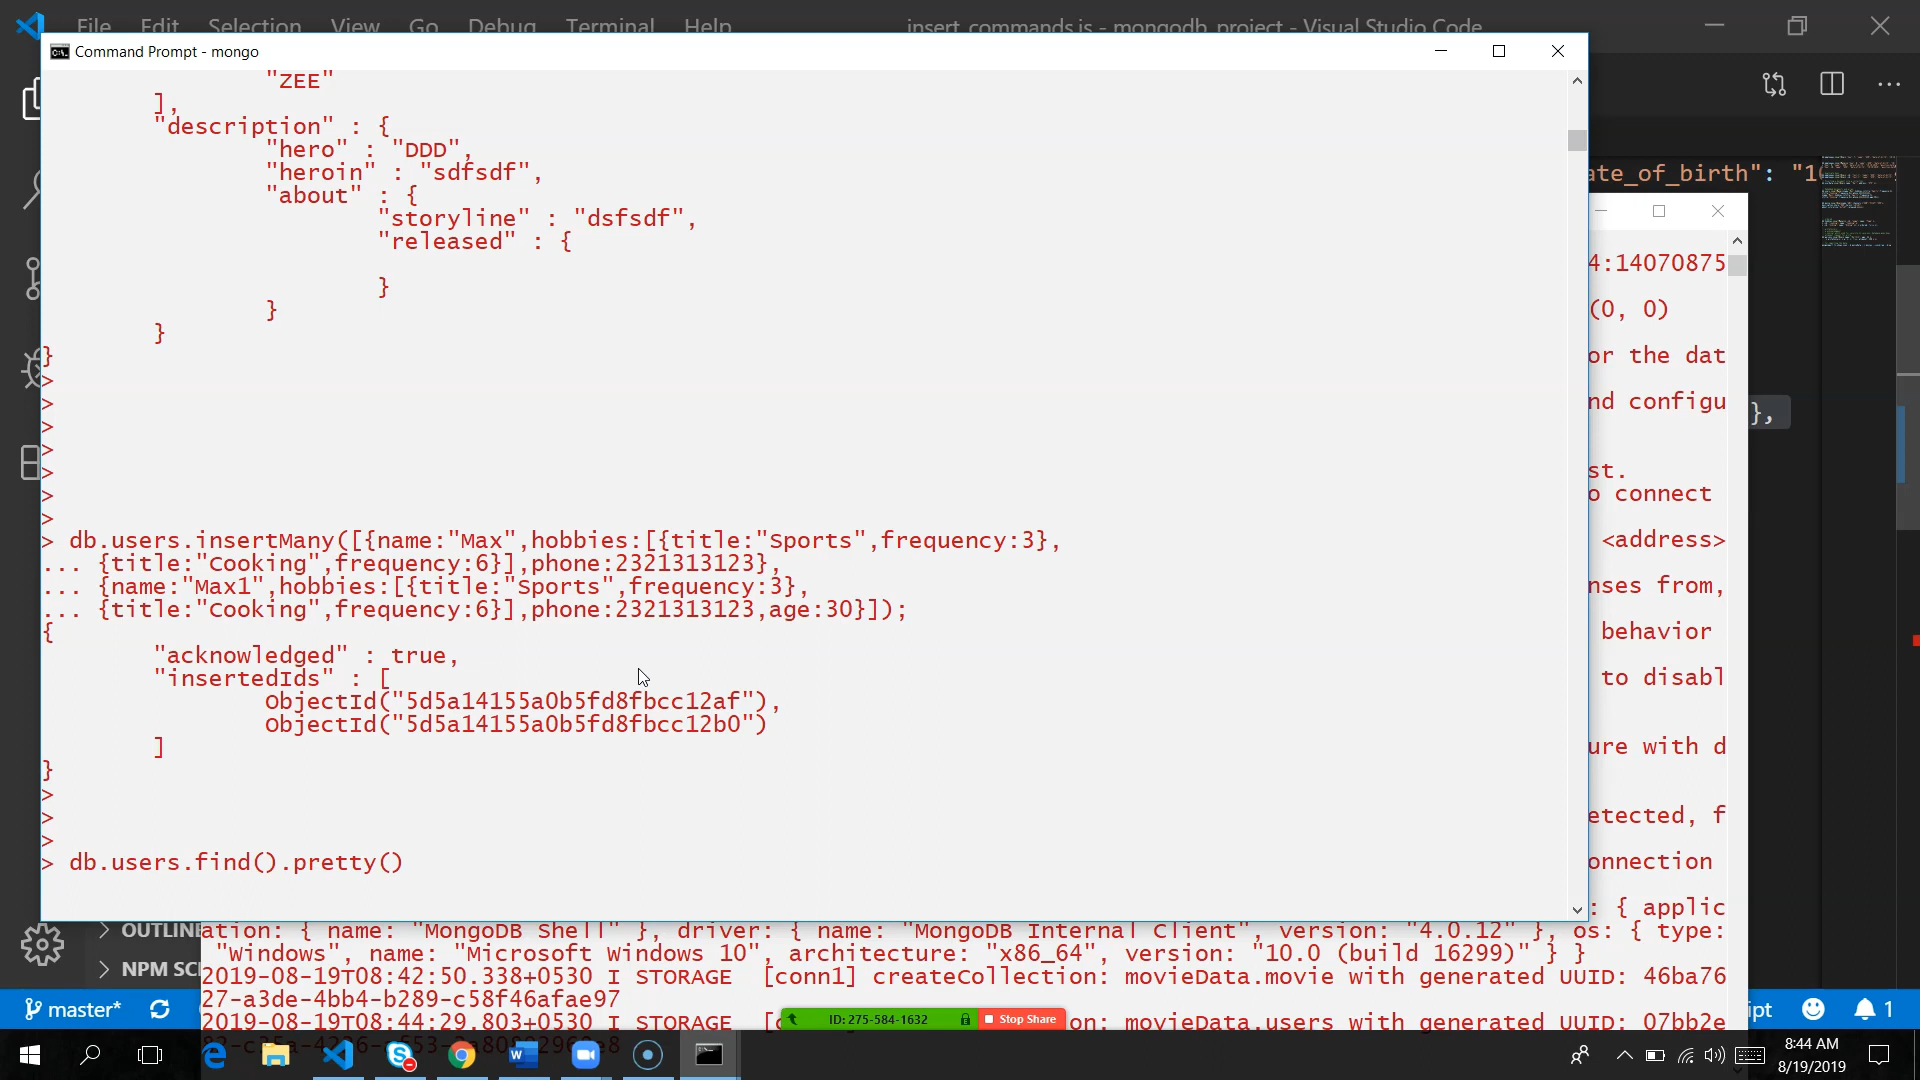 File Edit Selection View Go Debug Terminal Help insert_commands.js - mongodb_project - Visual Studio Code
Command Prompt - mongo
"ZEE"
],
"description" : {
"hero" : "DDD",
"heroin" : "sdfsdf",
"about" : {
"storyline" : "dsfsdf",
"released" : {
}
}
}
}
>
>
>
>
>
>
>
> db.users.insertMany([{name:"Max",hobbies:[{title:"Sports",frequency:3},
... {title:"Cooking",frequency:6}],phone:2321313123},
... {name:"Max1",hobbies:[{title:"Sports",frequency:3},
... {title:"Cooking",frequency:6}],phone:2321313123,age:30}]);
{
"acknowledged" : true,
"insertedIds" : [
ObjectId("5d5a14155a0b5fd8fbcc12af"),
ObjectId("5d5a14155a0b5fd8fbcc12b0")
]
}
>
>
>
> db.users.find().pretty()
ate_of_birth": "1
4:14070875
(0, 0)
or the dat
nd configu
},
st.
o connect
<address>
nses from,
behavior
to disabl
ure with d
etected, f
onnection
: { applic
OUTLINE
ation: { name: "MongoDB Shell" }, driver: { name: "MongoDB Internal Client", version: "4.0.12" }, os: { type:
"Windows", name: "Microsoft Windows 10", architecture: "x86_64", version: "10.0 (build 16299)" } }
NPM SC
2019-08-19T08:42:50.338+0530 I STORAGE [conn1] createCollection: movieData.movie with generated UUID: 46ba76
27-a3de-4bb4-b289-c58f46afae97
master*
2019-08-19T08:44:29.803+0530 I STORAGE on: movieData.users with generated UUID: 07bb2e
ID: 275-584-1632 Stop Share
ipt 1
8:44 AM
8/19/2019